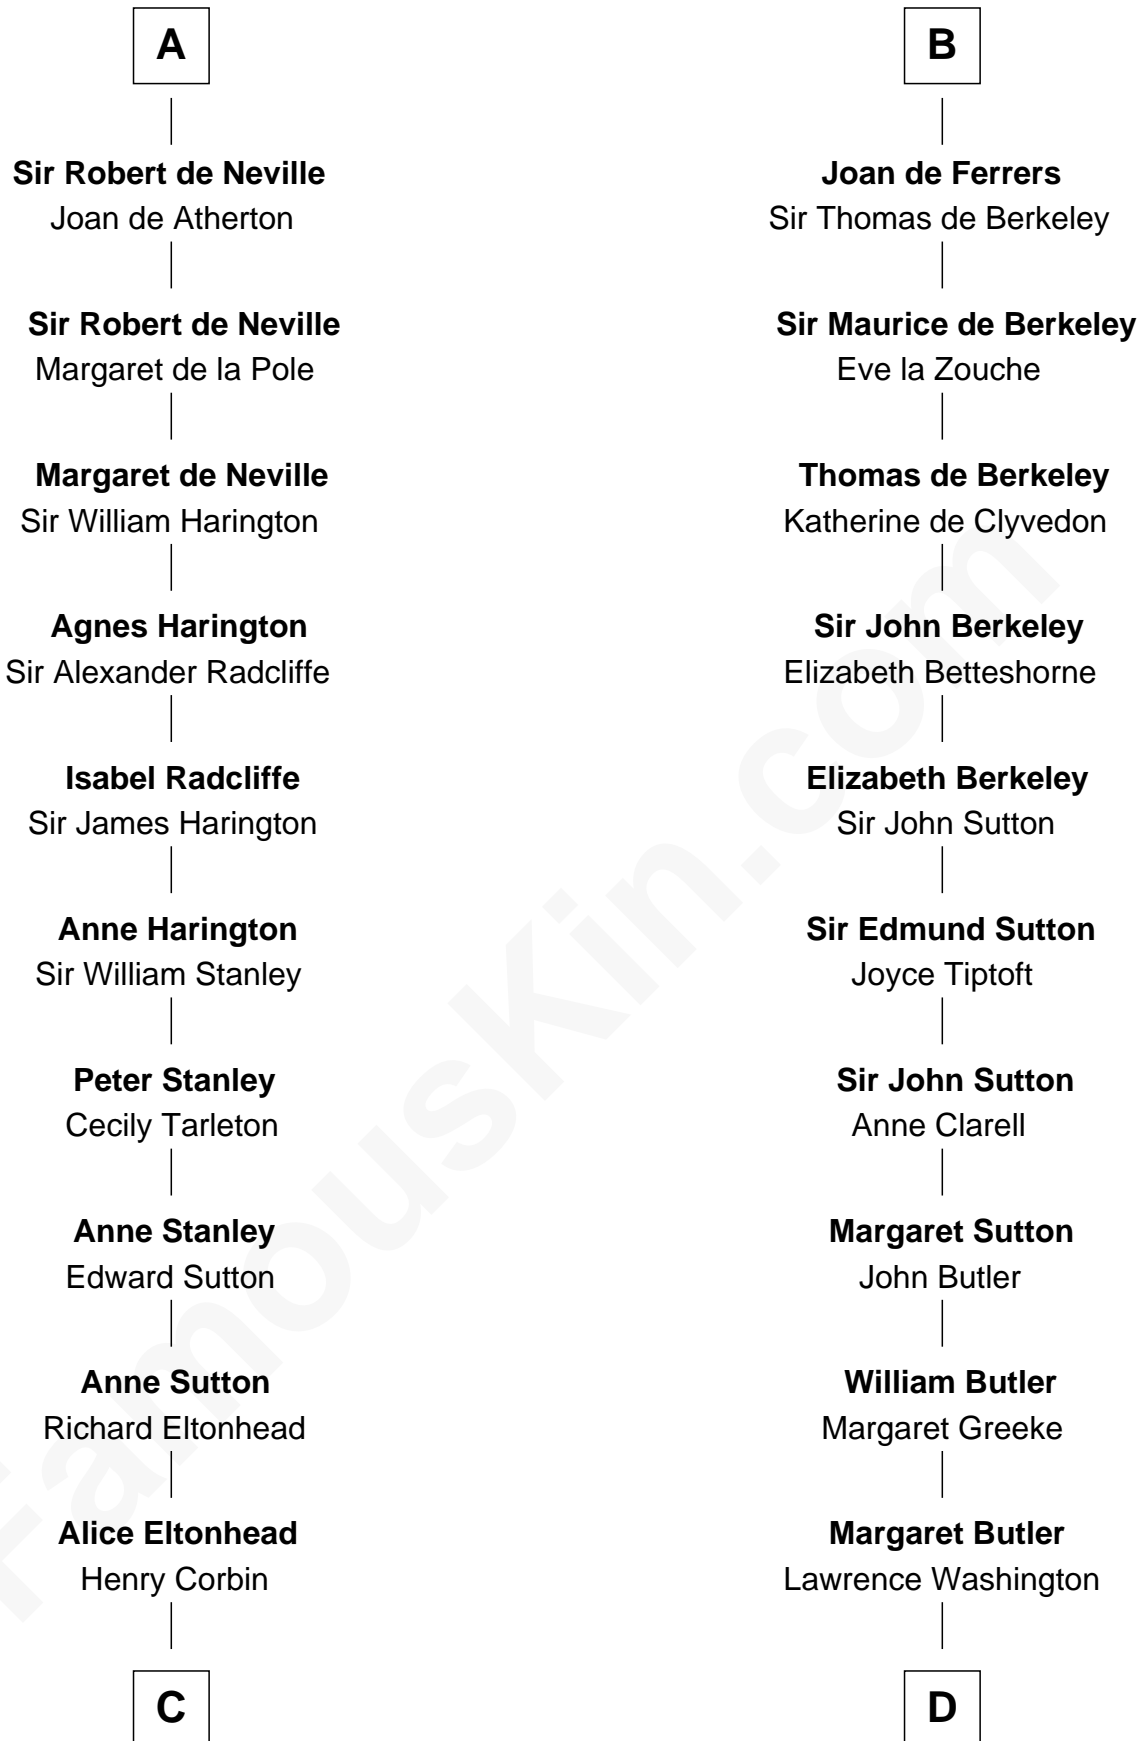 A
Sir Robert de Neville
Joan de Atherton
Sir Robert de Neville
Margaret de la Pole
Margaret de Neville
Sir William Harington
Agnes Harington
Sir Alexander Radcliffe
Isabel Radcliffe
Sir James Harington
Anne Harington
Sir William Stanley
Peter Stanley
Cecily Tarleton
Anne Stanley
Edward Sutton
Anne Sutton
Richard Eltonhead
Alice Eltonhead
Henry Corbin
C
B
Joan de Ferrers
Sir Thomas de Berkeley
Sir Maurice de Berkeley
Eve la Zouche
Thomas de Berkeley
Katherine de Clyvedon
Sir John Berkeley
Elizabeth Betteshorne
Elizabeth Berkeley
Sir John Sutton
Sir Edmund Sutton
Joyce Tiptoft
Sir John Sutton
Anne Clarell
Margaret Sutton
John Butler
William Butler
Margaret Greeke
Margaret Butler
Lawrence Washington
D
FamousKin.com